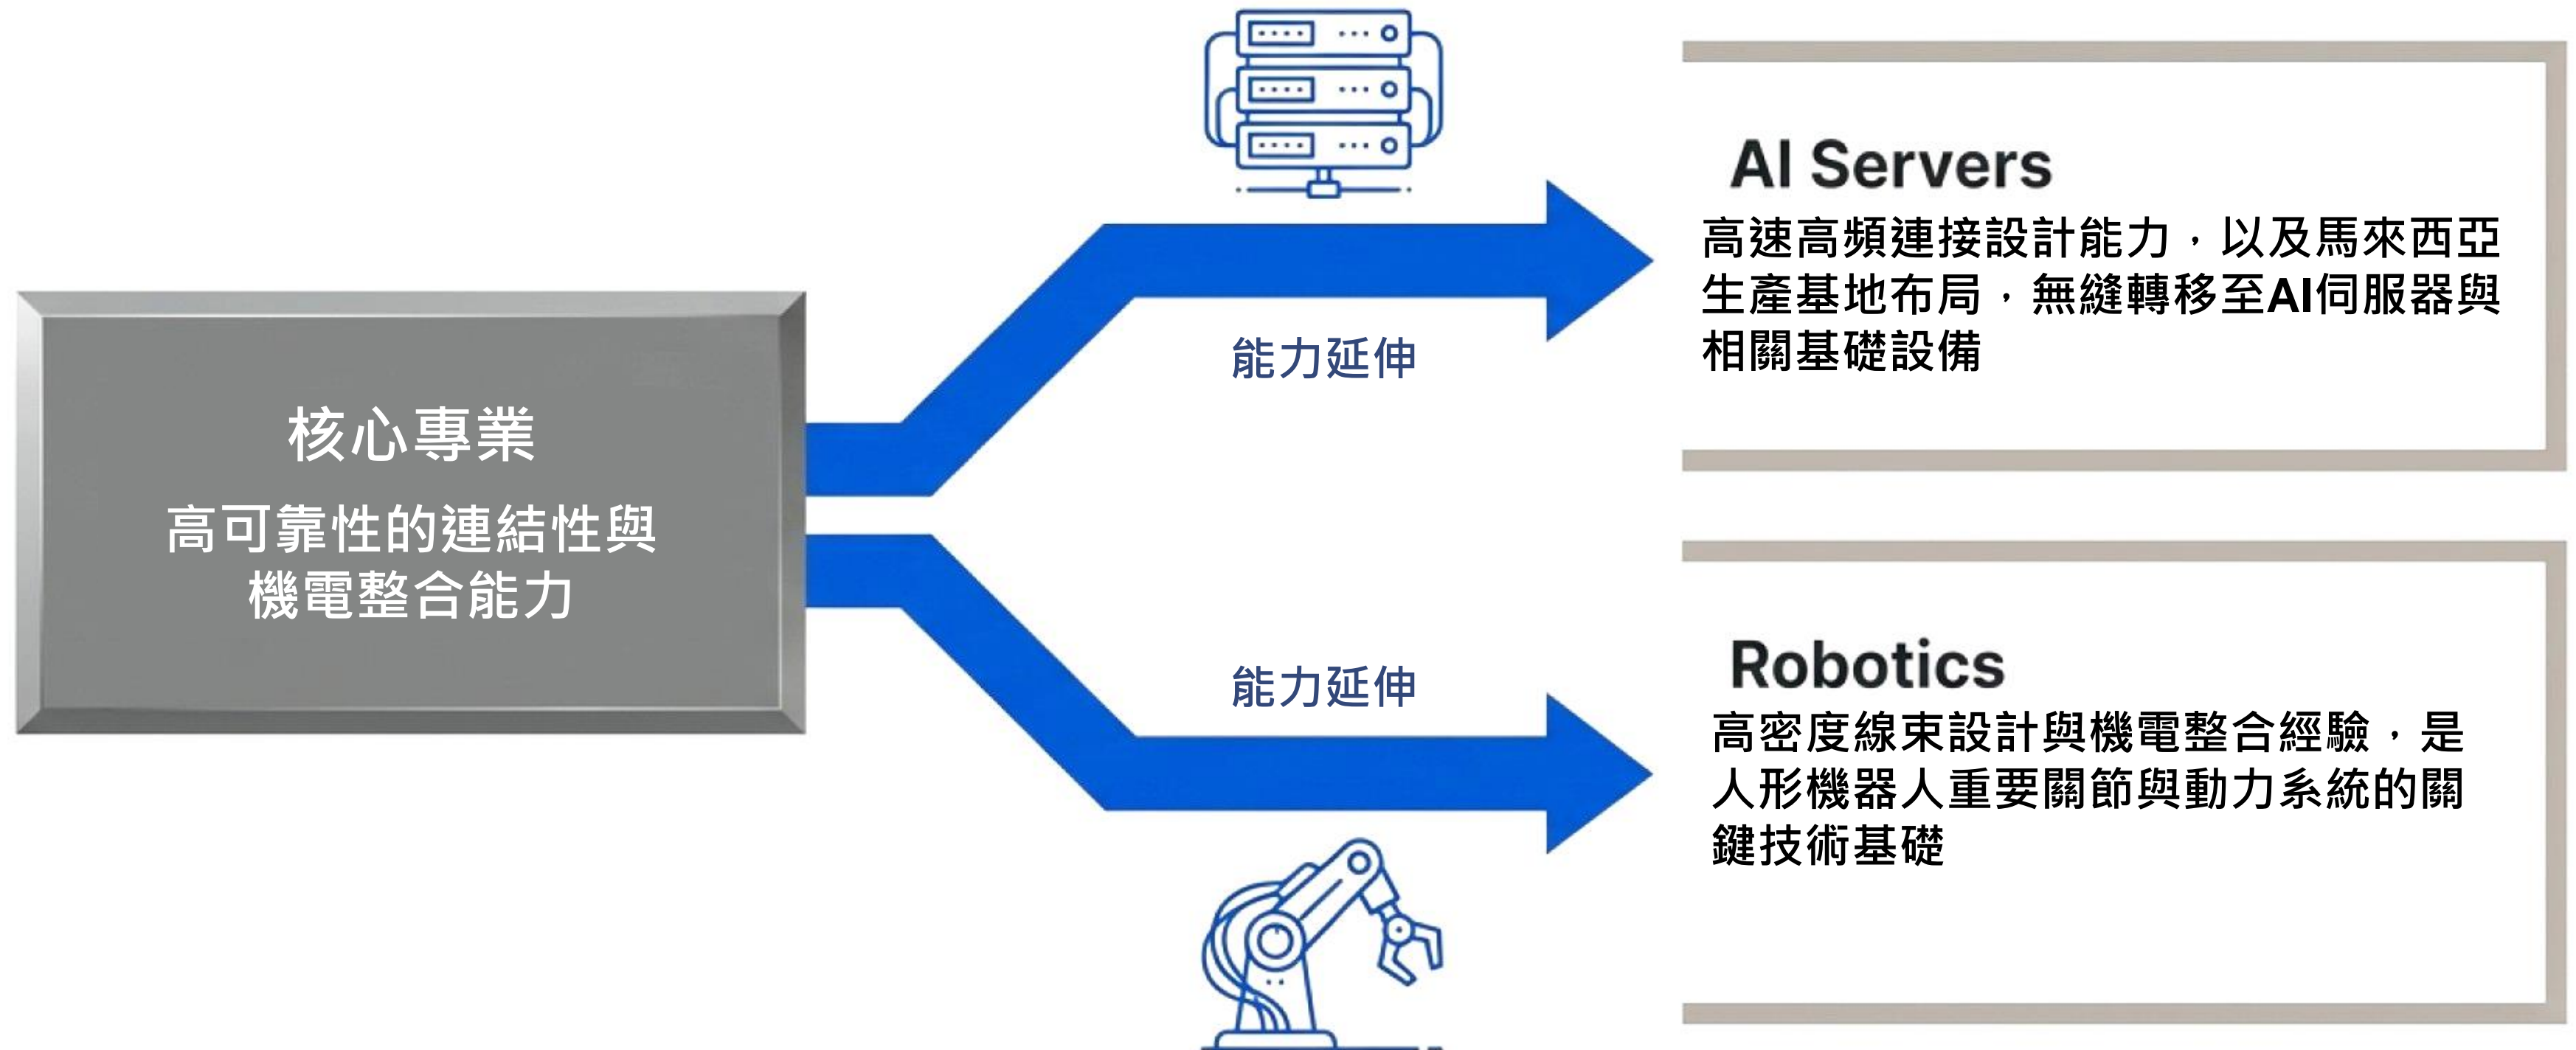 核心專業
高可靠性的連結性與
機電整合能力
能力延伸
AI Servers
高速高頻連接設計能力，以及馬來西亞
生產基地布局，無縫轉移至AI伺服器與
相關基礎設備
能力延伸
Robotics
高密度線束設計與機電整合經驗，是
人形機器人重要關節與動力系統的關
鍵技術基礎